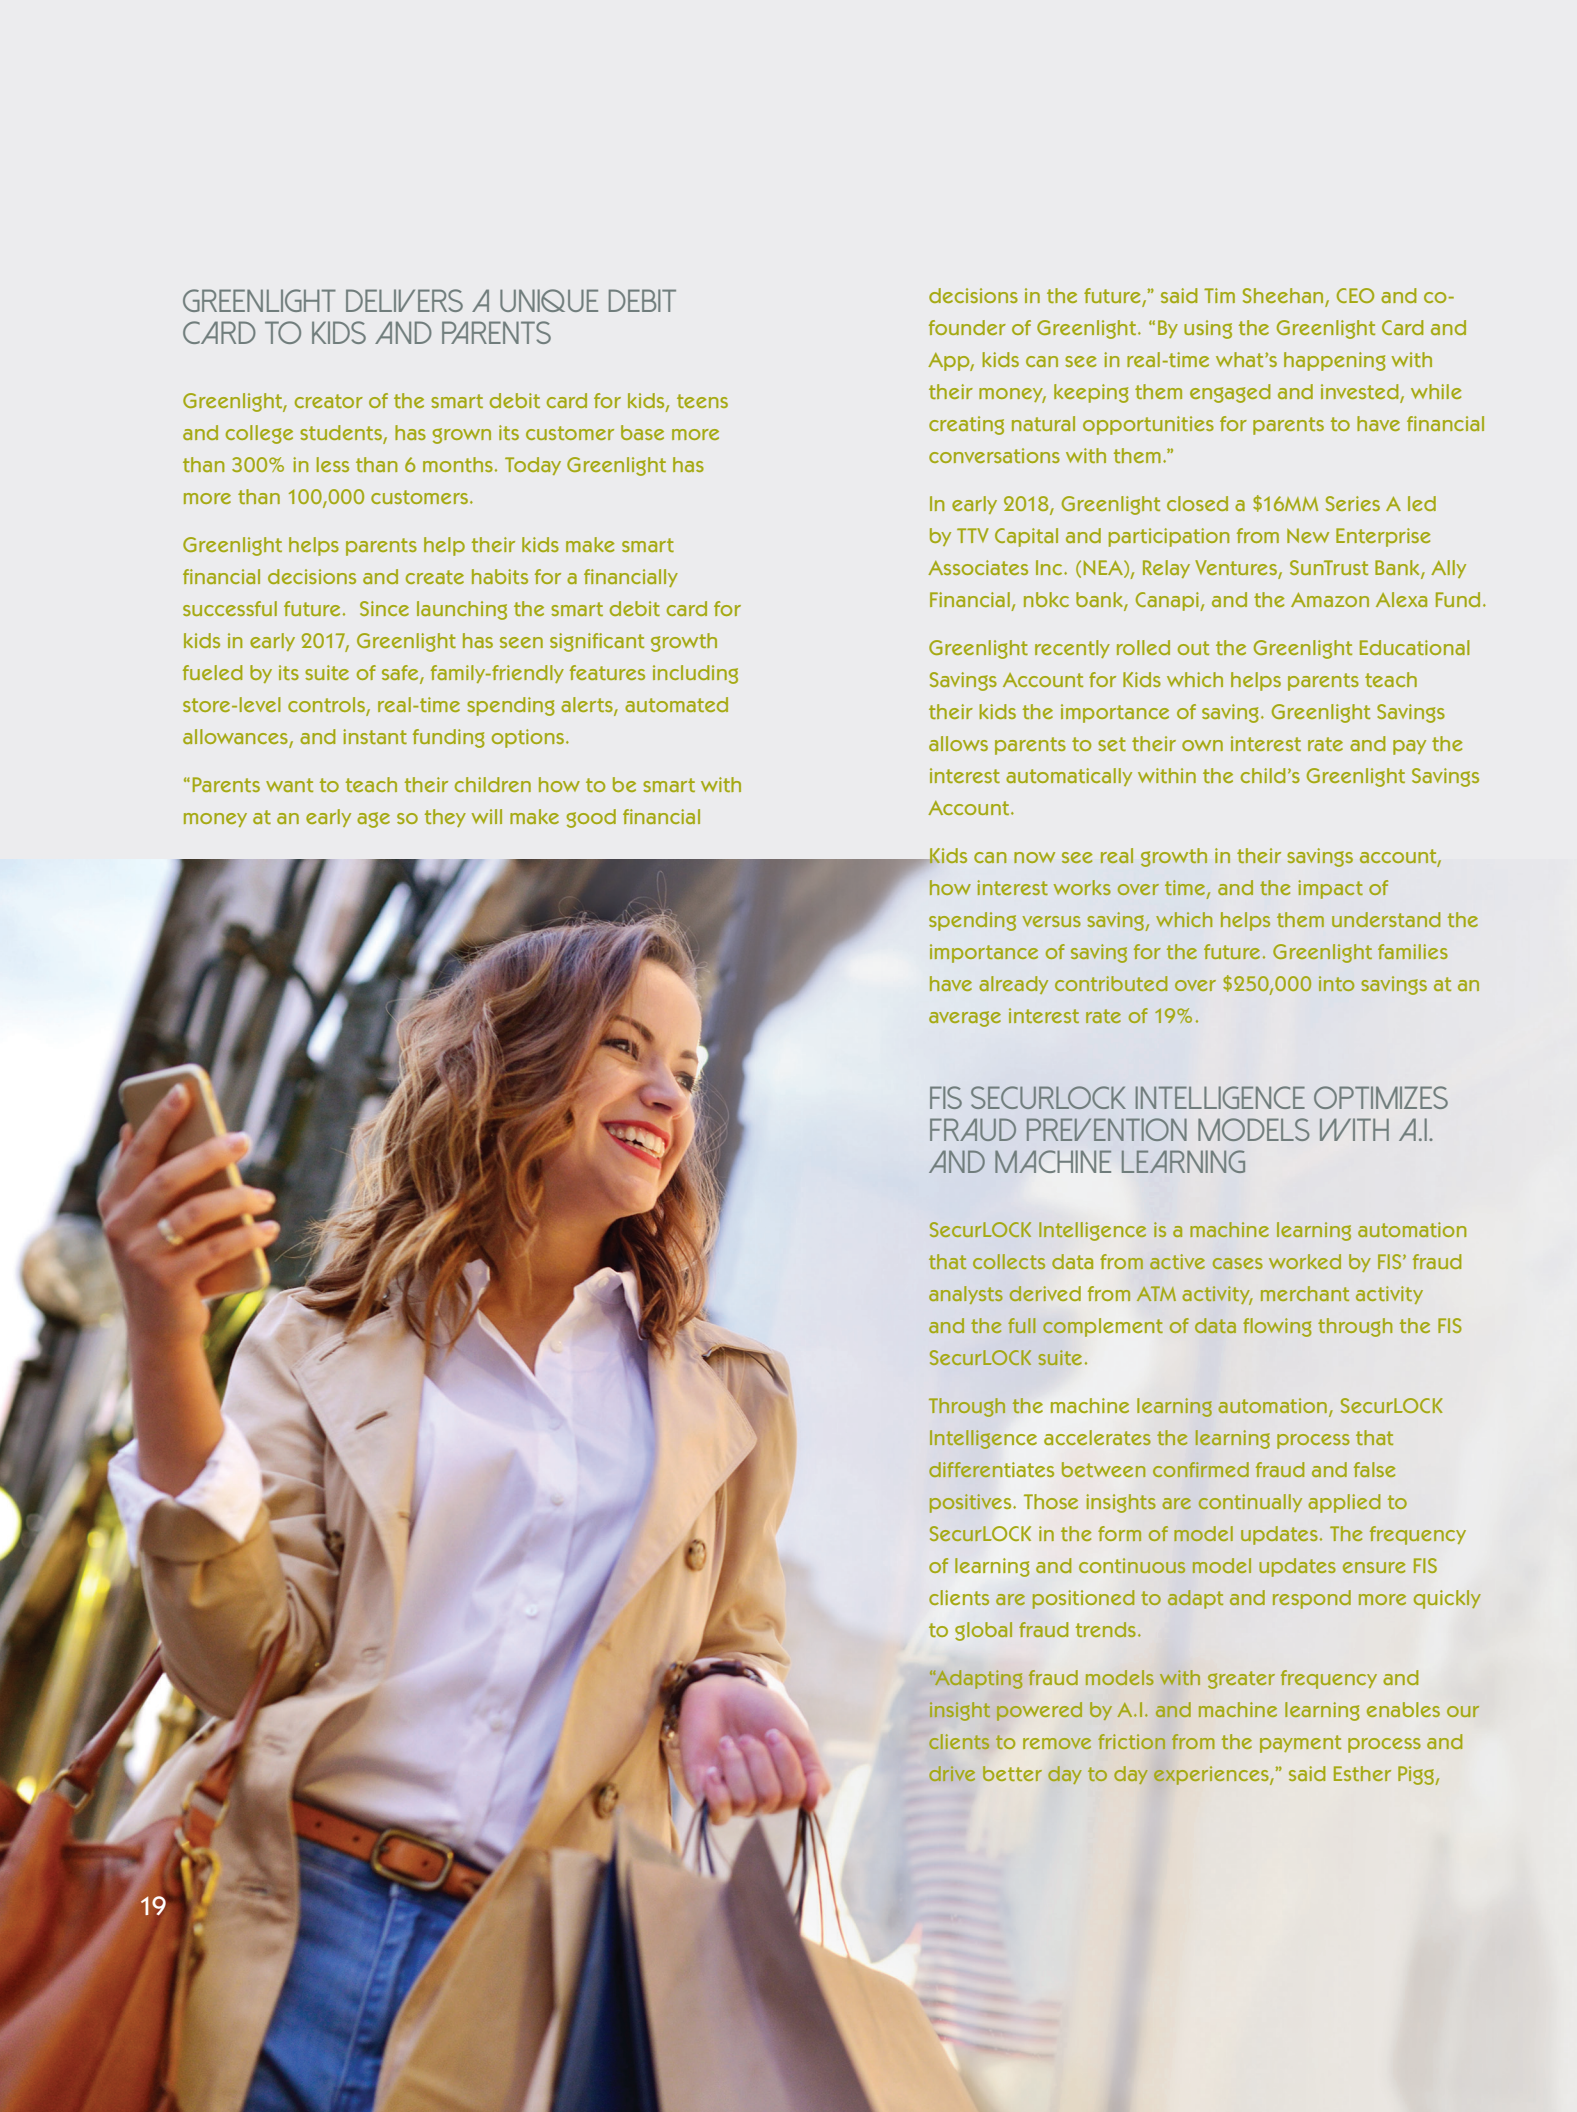 GREENLIGHT DELIVERS A UNIQUE DEBIT
CARD TO KIDS AND PARENTS
Greenlight, creator of the smart debit card for kids, teens
and college students, has grown its customer base more
than 300% in less than 6 months. Today Greenlight has
more than 100,000 customers.
Greenlight helps parents help their kids make smart
financial decisions and create habits for a financially
successful future.  Since launching the smart debit card for
kids in early 2017, Greenlight has seen significant growth
fueled by its suite of safe, family-friendly features including
store-level controls, real-time spending alerts, automated
allowances, and instant funding options.
“Parents want to teach their children how to be smart with
money at an early age so they will make good financial
decisions in the future,” said Tim Sheehan, CEO and co-
founder of Greenlight. “By using the Greenlight Card and
App, kids can see in real-time what’s happening with
their money, keeping them engaged and invested, while
creating natural opportunities for parents to have financial
conversations with them.”
In early 2018, Greenlight closed a $16MM Series A led
by TTV Capital and participation from New Enterprise
Associates Inc. (NEA), Relay Ventures, SunTrust Bank, Ally
Financial, nbkc bank, Canapi, and the Amazon Alexa Fund.
Greenlight recently rolled out the Greenlight Educational
Savings Account for Kids which helps parents teach
their kids the importance of saving. Greenlight Savings
allows parents to set their own interest rate and pay the
interest automatically within the child’s Greenlight Savings
Account.
Kids can now see real growth in their savings account,
how interest works over time, and the impact of
spending versus saving, which helps them understand the
importance of saving for the future. Greenlight families
have already contributed over $250,000 into savings at an
average interest rate of 19%.
FIS SECURLOCK INTELLIGENCE OPTIMIZES
FRAUD PREVENTION MODELS WITH A.I.
AND MACHINE LEARNING
SecurLOCK Intelligence is a machine learning automation
that collects data from active cases worked by FIS’ fraud
analysts derived from ATM activity, merchant activity
and the full complement of data flowing through the FIS
SecurLOCK suite.
Through the machine learning automation, SecurLOCK
Intelligence accelerates the learning process that
differentiates between confirmed fraud and false
positives. Those insights are continually applied to
SecurLOCK in the form of model updates. The frequency
of learning and continuous model updates ensure FIS
clients are positioned to adapt and respond more quickly
to global fraud trends.
“Adapting fraud models with greater frequency and
insight powered by A.I. and machine learning enables our
clients to remove friction from the payment process and
drive better day to day experiences,” said Esther Pigg,
19